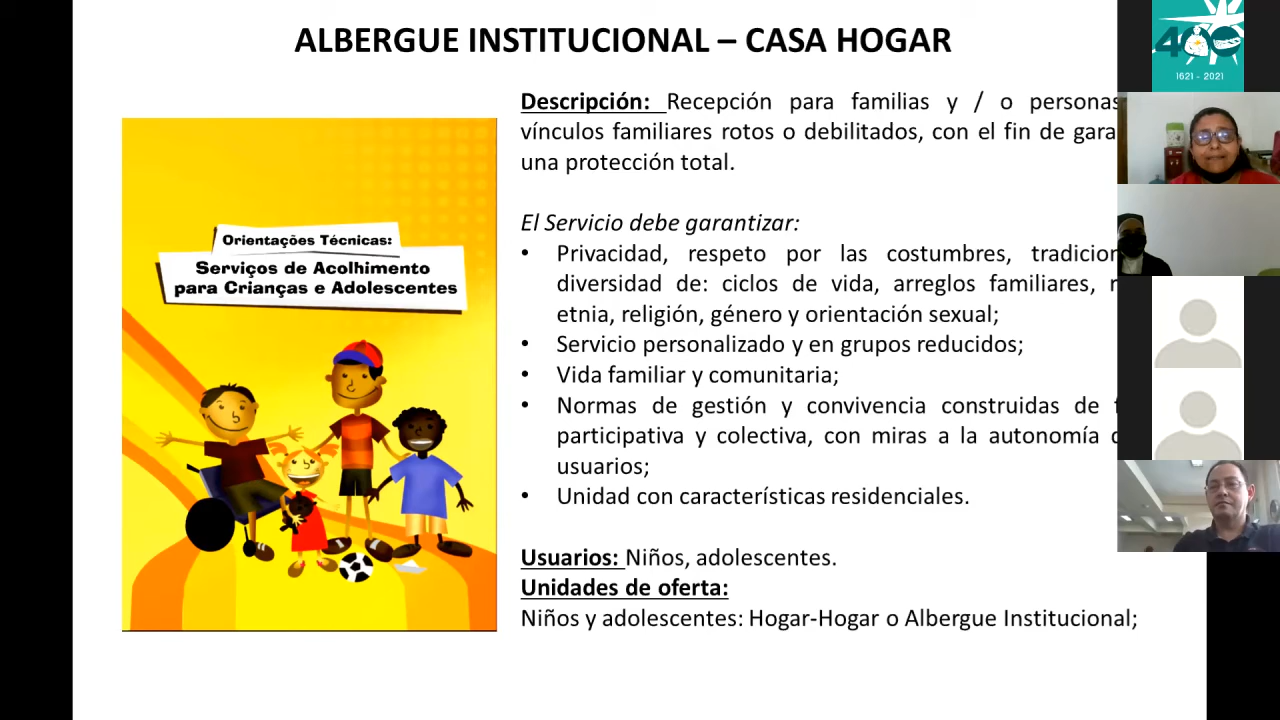 ALBERGUE INSTITUCIONAL – CASA HOGAR
Descripción: Recepción para familias y / o personas
vínculos familiares rotos o debilitados, con el fin de gara
una protección total.
El Servicio debe garantizar:
• Privacidad, respeto por las costumbres, tradicion
diversidad de: ciclos de vida, arreglos familiares,
etnia, religión, género y orientación sexual;
• Servicio personalizado y en grupos reducidos;
• Vida familiar y comunitaria;
• Normas de gestión y convivencia construidas de
participativa y colectiva, con miras a la autonomía
usuarios;
• Unidad con características residenciales.
Usuarios: Niños, adolescentes.
Unidades de oferta:
Niños y adolescentes: Hogar-Hogar o Albergue Institucional;
Orientações Técnicas:
Serviços de Acolhimento
para Crianças e Adolescentes
400
1621 - 2021